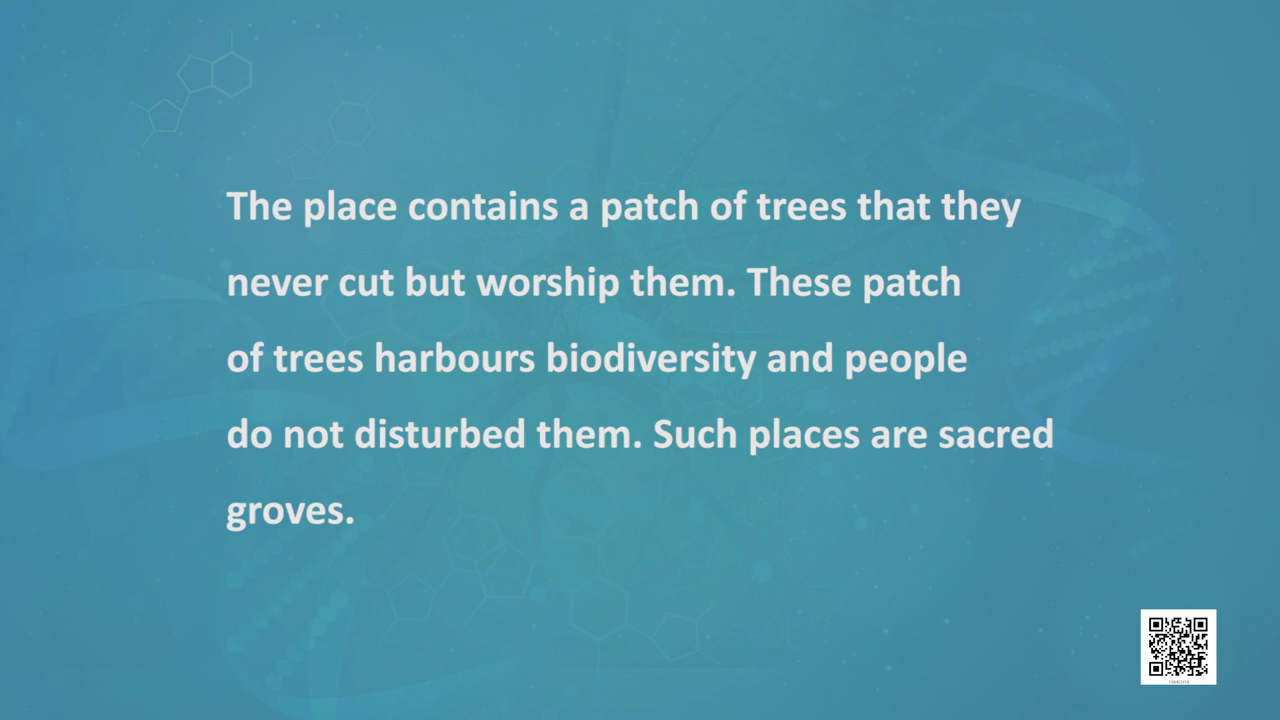 The place contains a patch of trees that they
never cut but worship them. These patch
of trees harbours biodiversity and people
do not disturbed them. Such places are sacred
groves.